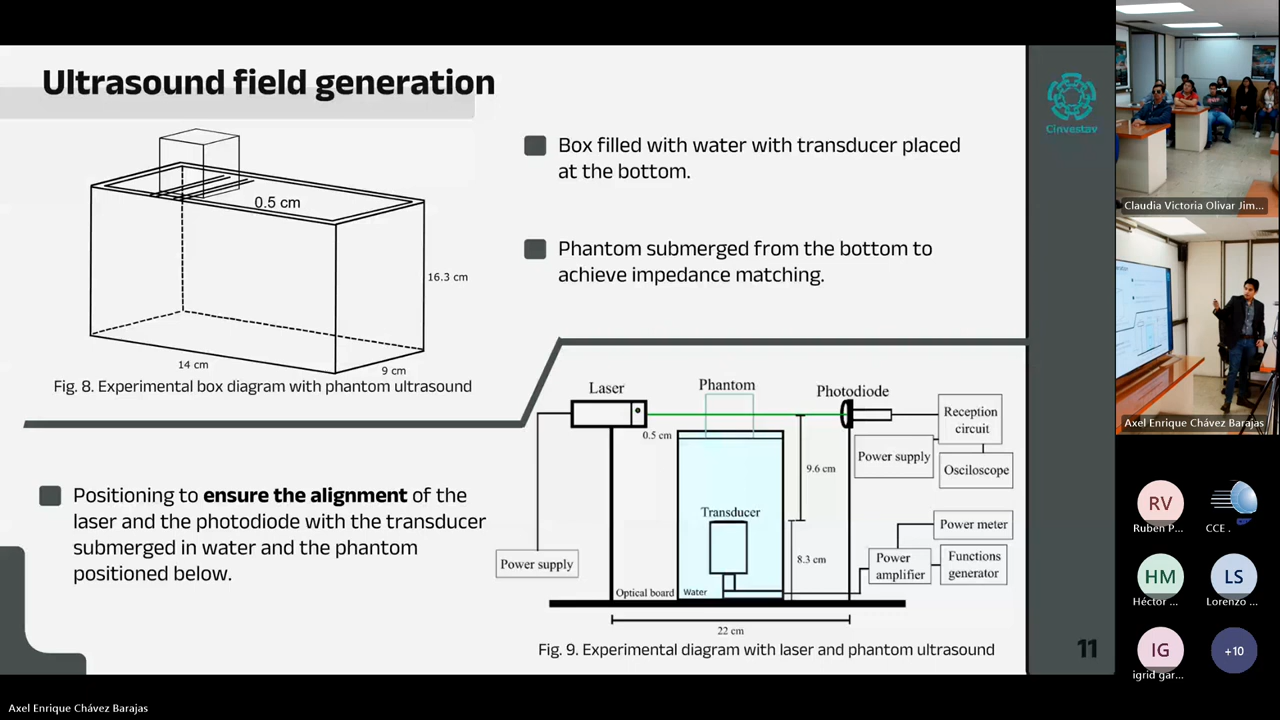 Ultrasound field generation
Cinvestav
0.5 cm
16.3 cm
14 cm
9 cm
Fig. 8. Experimental box diagram with phantom ultrasound
Box filled with water with transducer placed
at the bottom.
Phantom submerged from the bottom to
achieve impedance matching.
Positioning to ensure the alignment of the
laser and the photodiode with the transducer
submerged in water and the phantom
positioned below.
Laser
Phantom
Photodiode
Reception
circuit
0.5 cm
Power supply
Osciloscope
9.6 cm
Transducer
Power meter
8.3 cm
Power
amplifier
Functions
generator
Power supply
Optical board
Water
22 cm
Fig. 9. Experimental diagram with laser and phantom ultrasound
11
Claudia Victoria Olivar Jim...
Axel Enrique Chávez Barajas
RV
Ruben P...
CCE .
HM
Héctor ...
LS
Lorenzo ...
IG
igrid gar...
+10
Axel Enrique Chávez Barajas